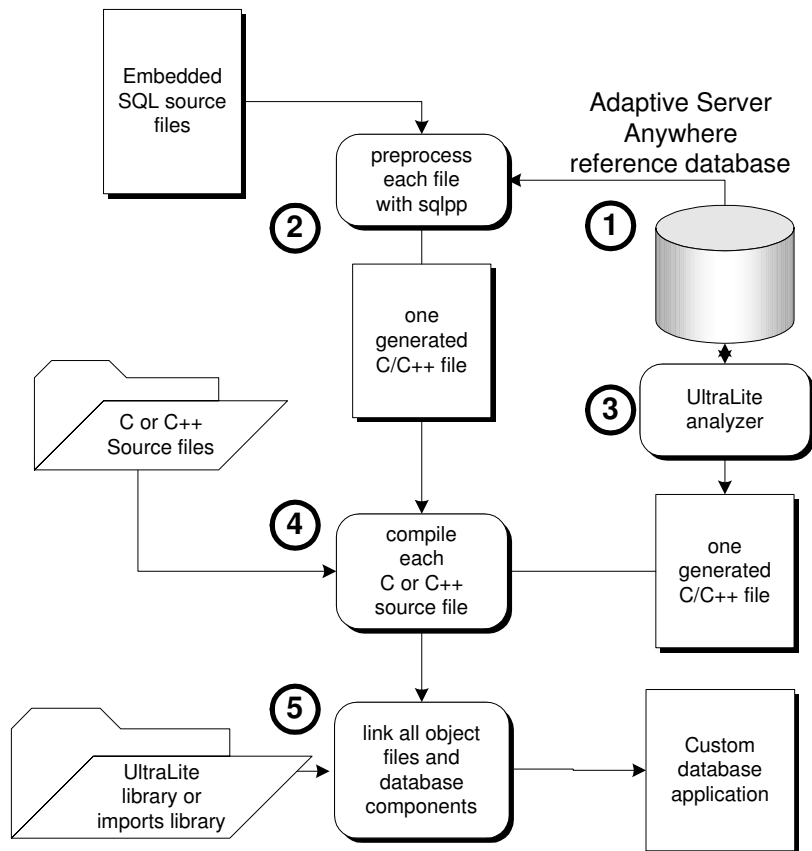 Embedded
SQL source
files
Adaptive Server
Anywhere
reference database
preprocess
each file
with sqlpp
2
1
one
generated
C/C++ file
3
UltraLite
analyzer
C or C++
Source files
4
compile
each
C or C++
source file
one
generated
C/C++ file
5
link all object
files and
database
components
UltraLite
library or
imports library
Custom
database
application